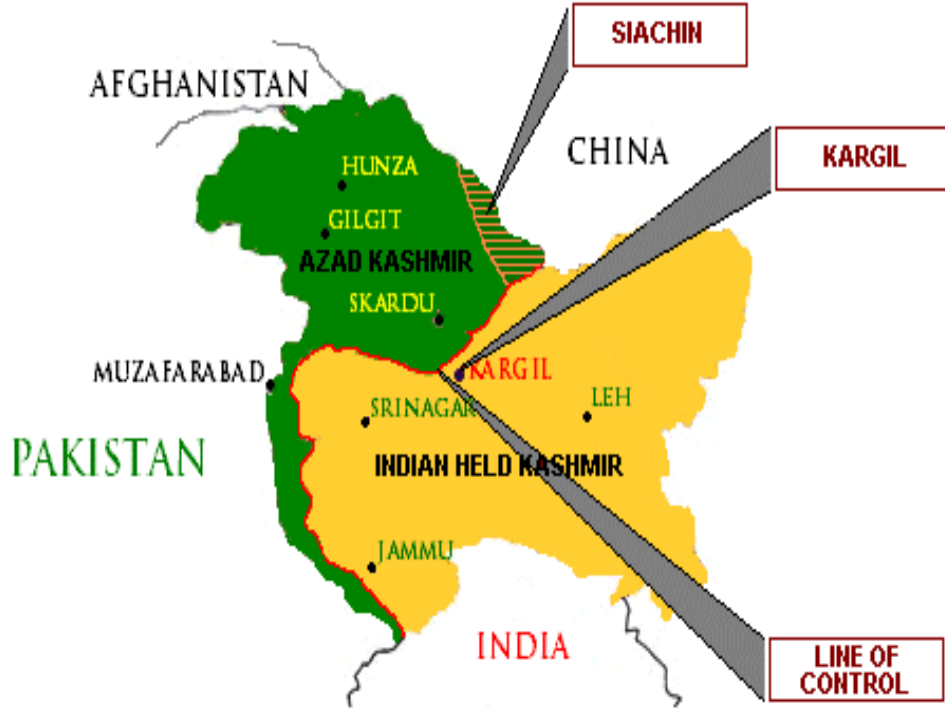 SIACHIN
AFGHANISTAN
CHINA
KARGIL
HUNZA
GILGIT
AZAD KASHMIR
SKARDU
MUZAFARABAD
KARGIL
LEH
SRINAGAR
PAKISTAN
INDIAN HELD KASHMIR
JAMMU
INDIA
LINE OF
CONTROL